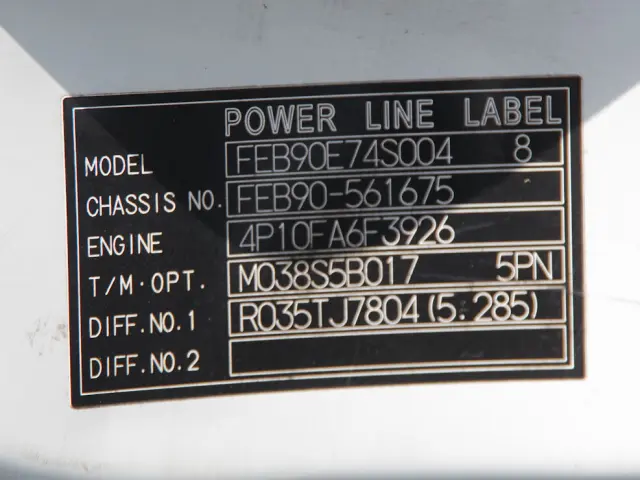 POWER LINE LABEL
MODEL FEB90E74S004 8
CHASSIS NO. FEB90-561675
ENGINE 4P10FA6F3926
T/M·OPT. M038S5B017 5PN
DIFF.NO.1 R035TJ7804(5.285)
DIFF.NO.2